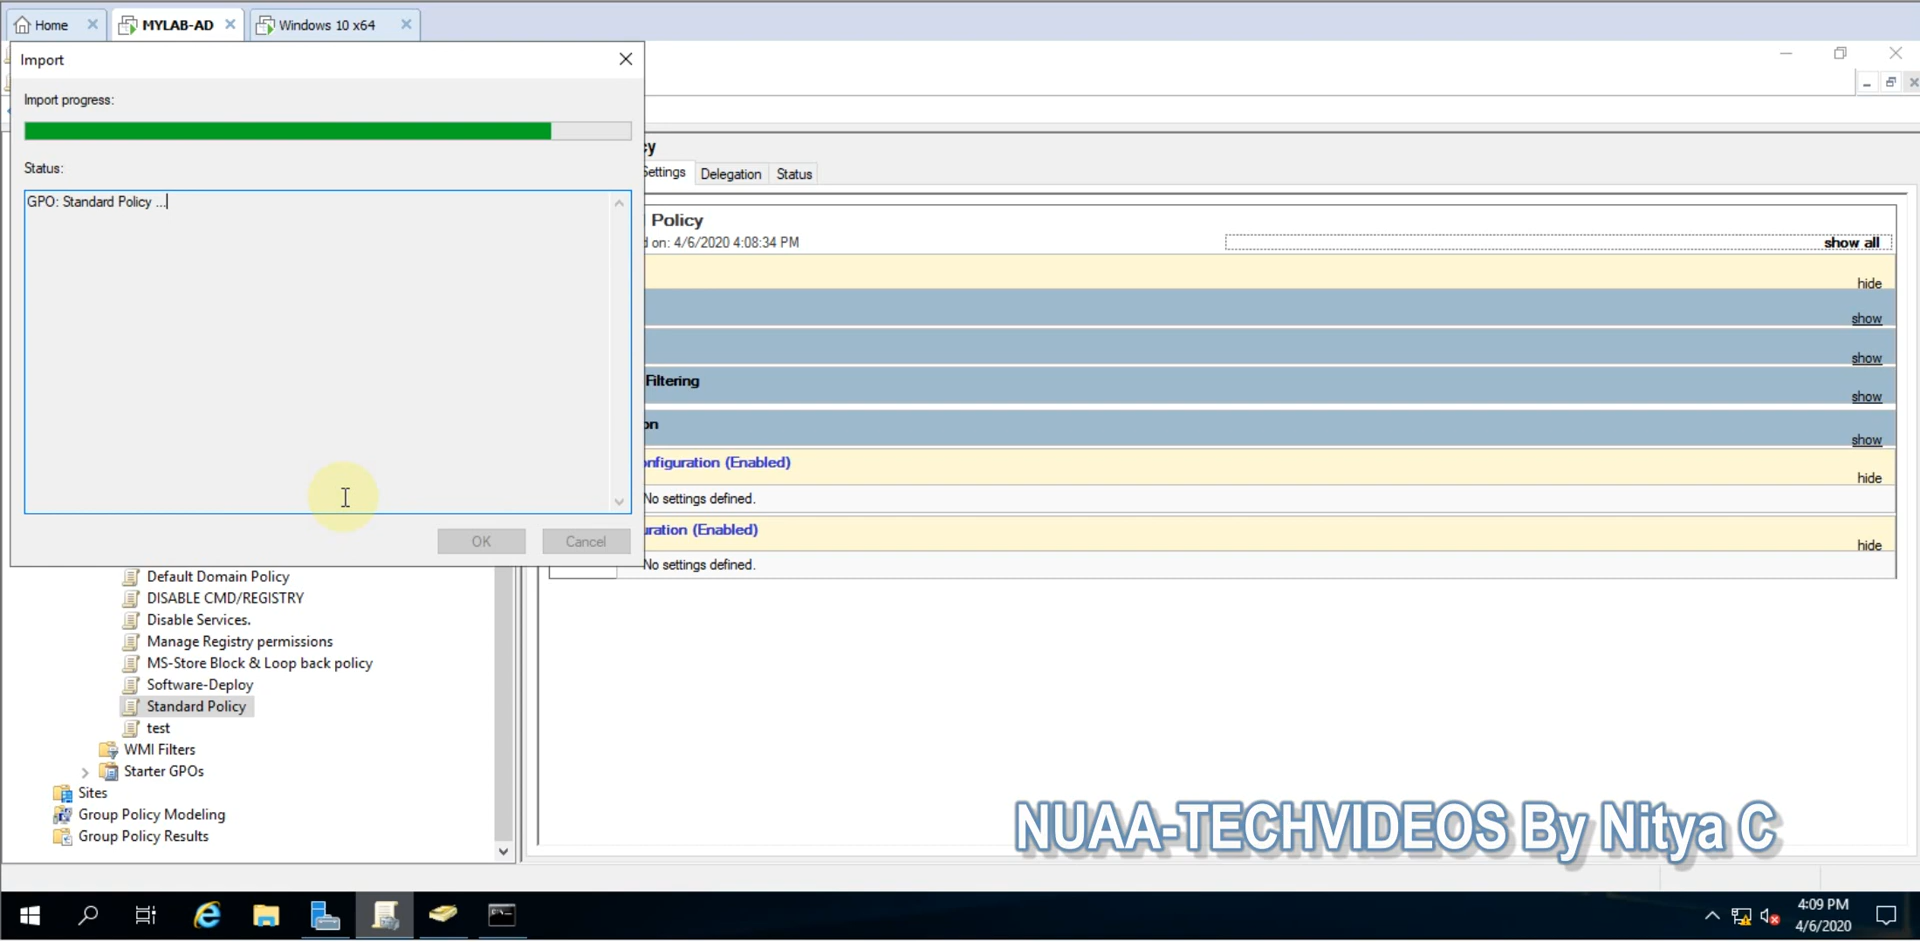 Home
MYLAB-AD
Windows 10 x64
Import
Import progress:
Status:
GPO: Standard Policy ...
OK
Cancel
cy
Settings
Delegation
Status
Policy
d on: 4/6/2020 4:08:34 PM
show all
hide
show
show
Filtering
show
on
show
onfiguration (Enabled)
hide
No settings defined.
uration (Enabled)
hide
No settings defined.
Default Domain Policy
DISABLE CMD/REGISTRY
Disable Services.
Manage Registry permissions
MS-Store Block & Loop back policy
Software-Deploy
Standard Policy
test
WMI Filters
Starter GPOs
Sites
Group Policy Modeling
Group Policy Results
NUAA-TECHVIDEOS By Nitya C
4:09 PM
4/6/2020